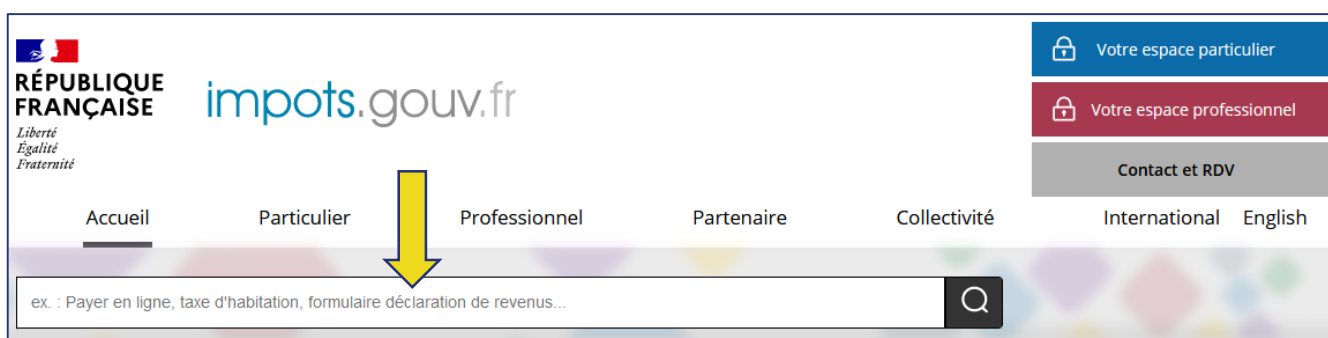 RÉPUBLIQUE
FRANÇAISE
Liberté
Égalité
Fraternité
impots.gouv.fr
Votre espace particulier
Votre espace professionnel
Contact et RDV
Accueil Particulier Professionnel Partenaire Collectivité International English
ex. : Payer en ligne, taxe d'habitation, formulaire déclaration de revenus...